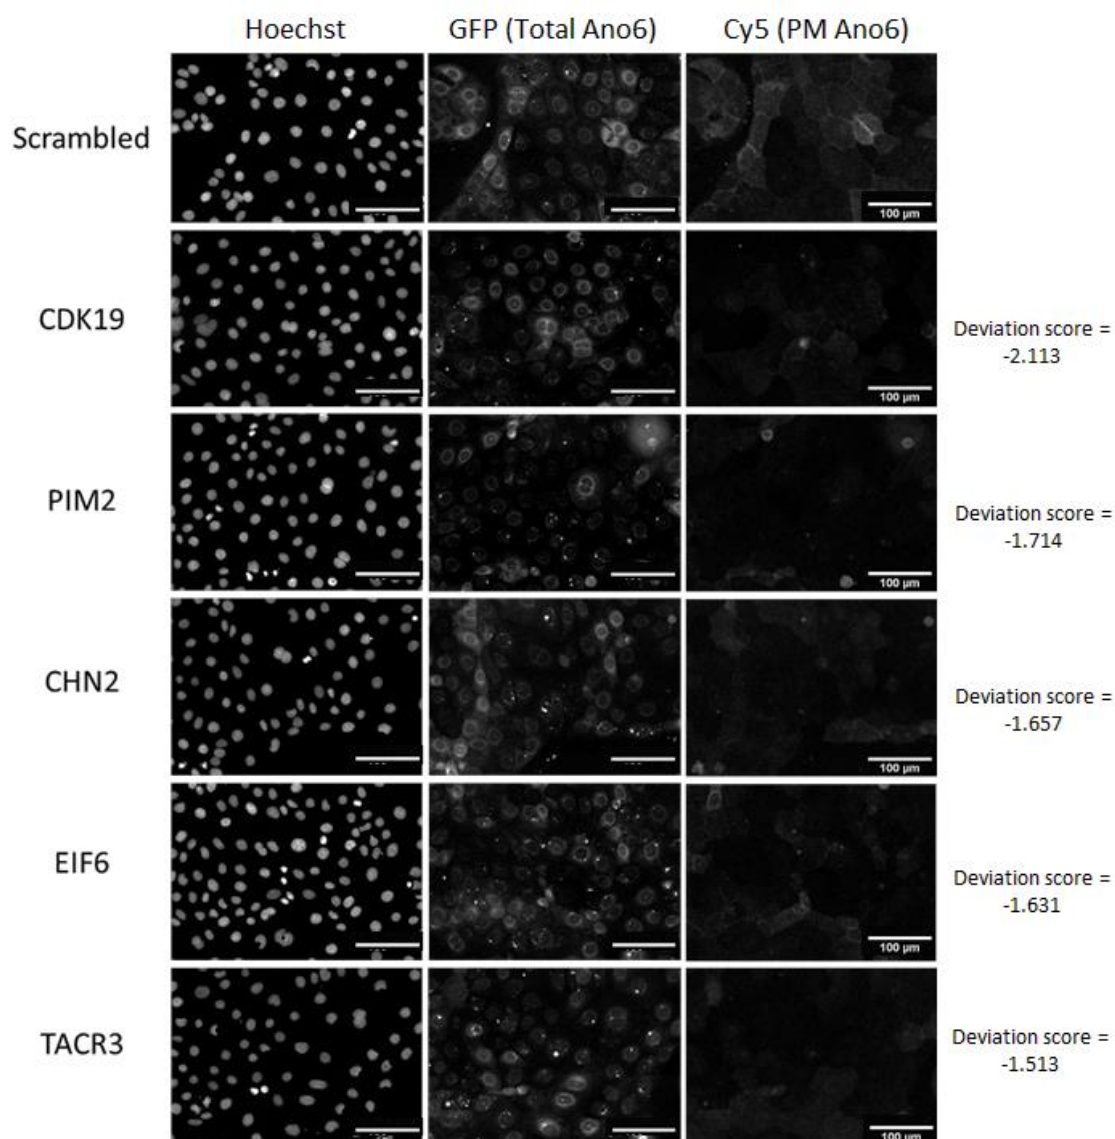 Hoechst GFP (Total Ano6) Cy5 (PM Ano6)
Scrambled
100 µm
CDK19
Deviation score =
-2.113
100 µm
PIM2
Deviation score =
-1.714
100 µm
CHN2
Deviation score =
-1.657
100 µm
EIF6
Deviation score =
-1.631
100 µm
TACR3
Deviation score =
-1.513
100 µm